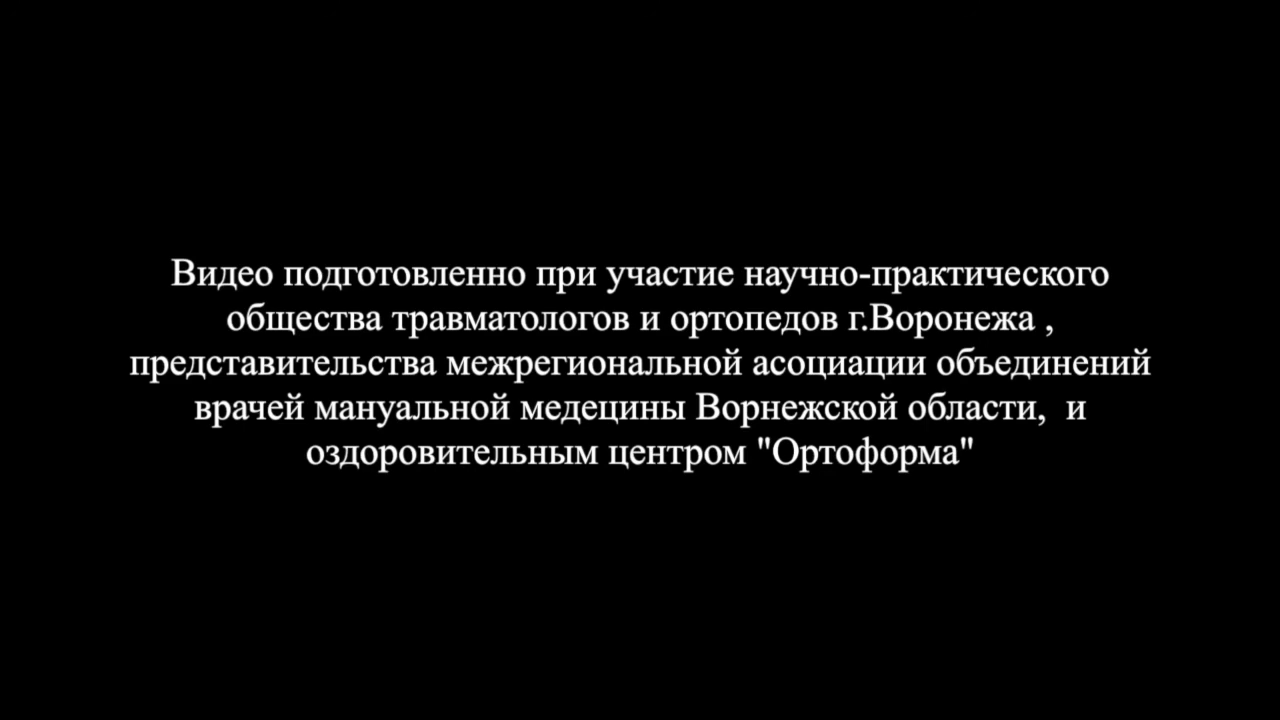 Видео подготовленно при участие научно-практического
общества травматологов и ортопедов г.Воронежа ,
представительства межрегиональной асоциации объединений
врачей мануальной медецины Ворнежской области,  и
оздоровительным центром "Ортоформа"